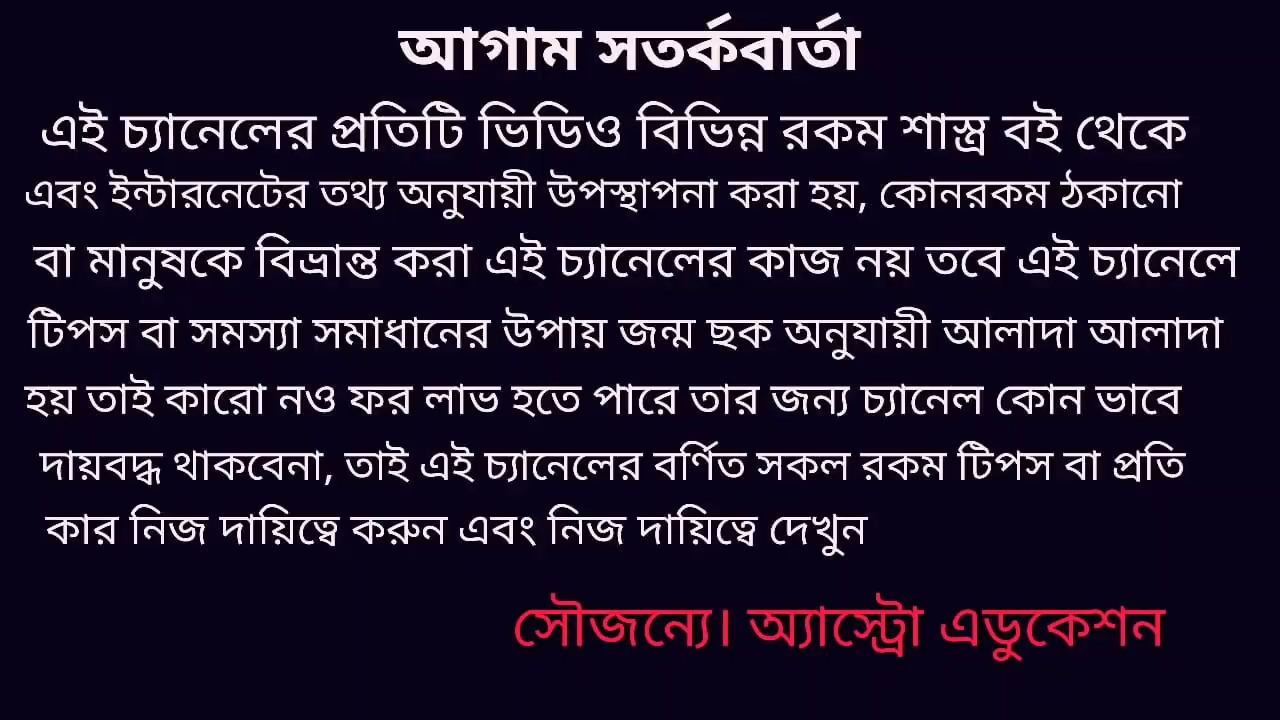 আগাম সতর্কবার্তা
এই চ্যানেলের প্রতিটি ভিডিও বিভিন্ন রকম শাস্ত্র বই থেকে
এবং ইন্টারনেটের তথ্য অনুযায়ী উপস্থাপনা করা হয়, কোনরকম ঠকানো
বা মানুষকে বিভ্রান্ত করা এই চ্যানেলের কাজ নয় তবে এই চ্যানেলে
টিপস বা সমস্যা সমাধানের উপায় জন্ম ছক অনুযায়ী আলাদা আলাদা
হয় তাই কারো নও ফর লাভ হতে পারে তার জন্য চ্যানেল কোন ভাবে
দায়বদ্ধ থাকবেনা, তাই এই চ্যানেলের বর্ণিত সকল রকম টিপস বা প্রতি
কার নিজ দায়িত্বে করুন এবং নিজ দায়িত্বে দেখুন
সৌজন্যে। অ্যাস্ট্রো এডুকেশন